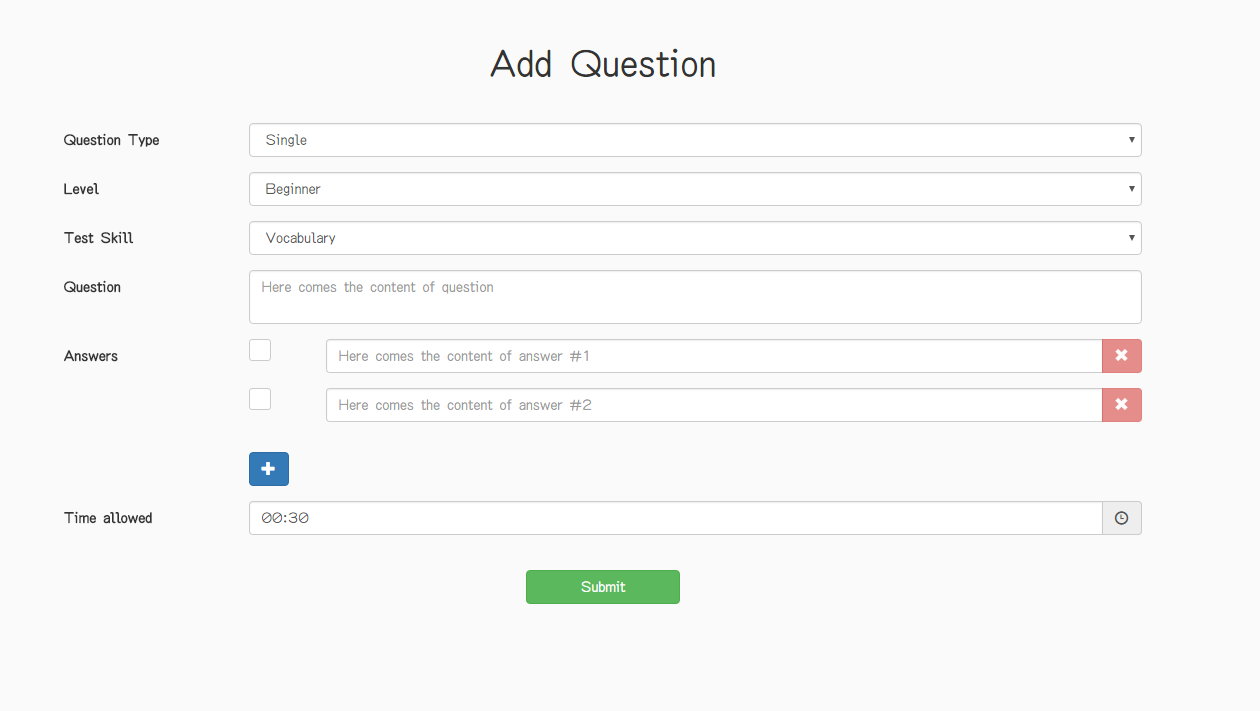 Add Question
Question Type
Single
Level
Beginner
Test Skill
Vocabulary
Question
Here comes the content of question
Answers
Here comes the content of answer #1
Here comes the content of answer #2
Time allowed
00:30
Submit